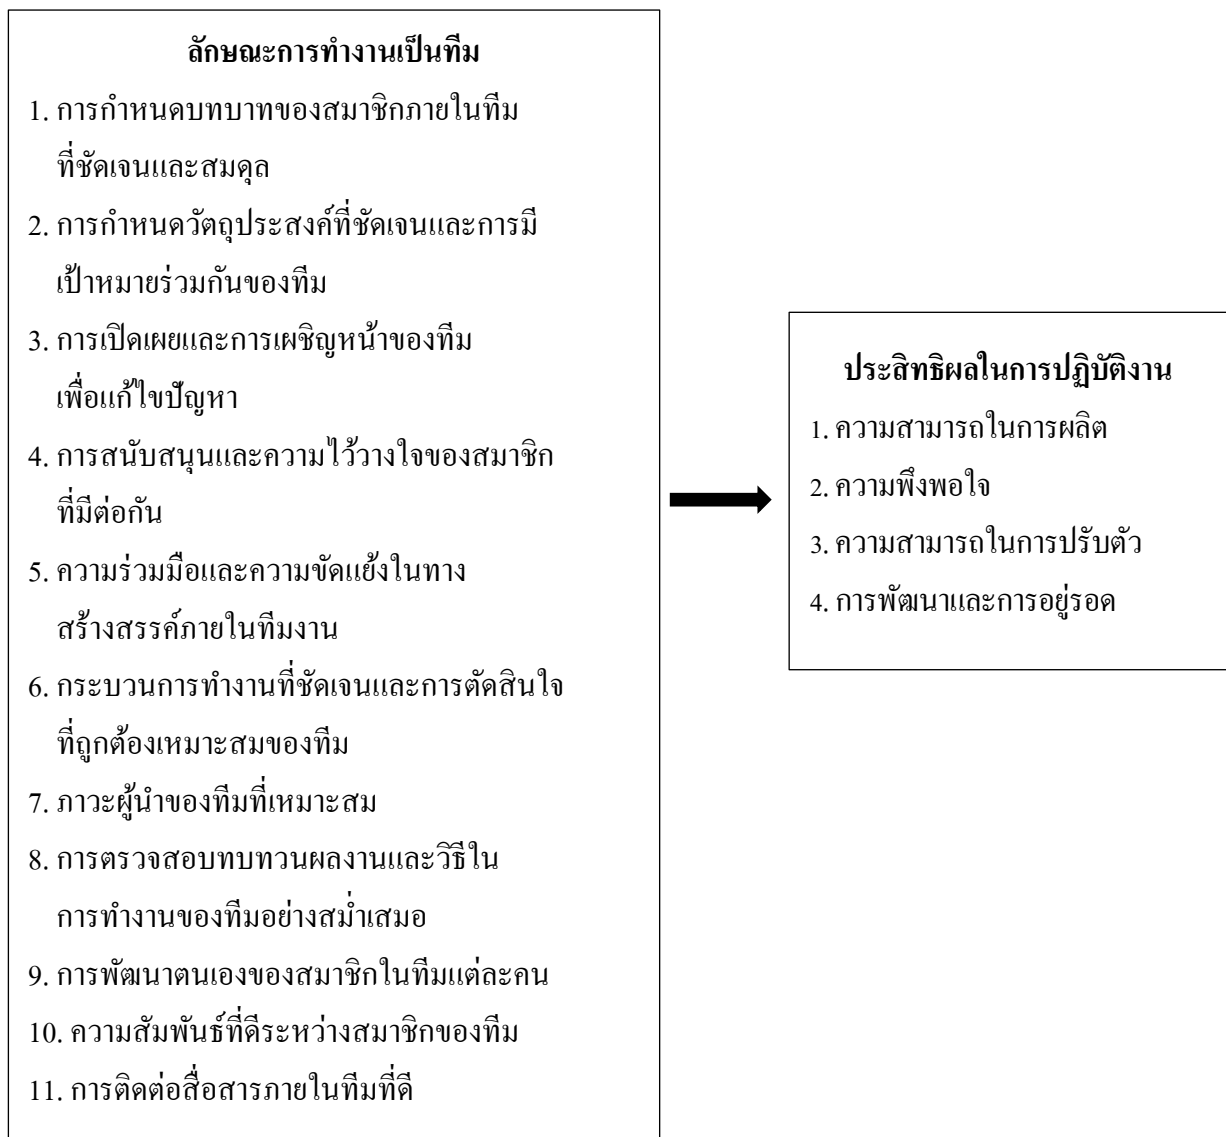 ลักษณะการทำงานเป็นทีม
1. การกำหนดบทบาทของสมาชิกภายในทีม
ที่ชัดเจนและสมดุล
2. การกำหนดวัตถุประสงค์ที่ชัดเจนและการมี
เป้าหมายร่วมกันของทีม
3. การเปิดเผยและการเผชิญหน้าของทีม
เพื่อแก้ไขปัญหา
4. การสนับสนุนและความไว้วางใจของสมาชิก
ที่มีต่อกัน
5. ความร่วมมือและความขัดแย้งในทาง
สร้างสรรค์ภายในทีมงาน
6. กระบวนการทำงานที่ชัดเจนและการตัดสินใจ
ที่ถูกต้องเหมาะสมของทีม
7. ภาวะผู้นำของทีมที่เหมาะสม
8. การตรวจสอบทบทวนผลงานและวิธีใน
การทำงานของทีมอย่างสม่ำเสมอ
9. การพัฒนาตนเองของสมาชิกในทีมแต่ละคน
10. ความสัมพันธ์ที่ดีระหว่างสมาชิกของทีม
11. การติดต่อสื่อสารภายในทีมที่ดี
ประสิทธิผลในการปฏิบัติงาน
1. ความสามารถในการผลิต
2. ความพึงพอใจ
3. ความสามารถในการปรับตัว
4. การพัฒนาและการอยู่รอด